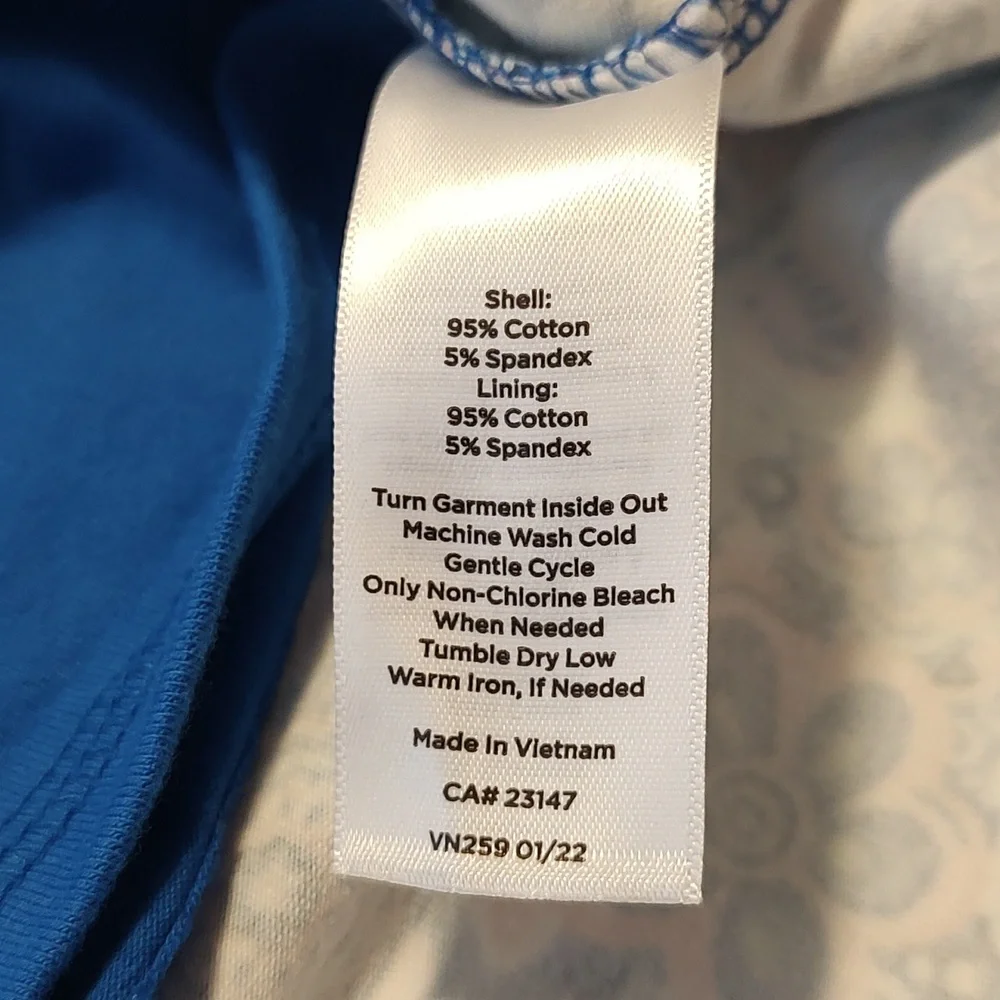 Shell:
95% Cotton
5% Spandex
Lining:
95% Cotton
5% Spandex
Turn Garment Inside Out
Machine Wash Cold
Gentle Cycle
Only Non-Chlorine Bleach
When Needed
Tumble Dry Low
Warm Iron, If Needed
Made In Vietnam
CA# 23147
VN259 01/22